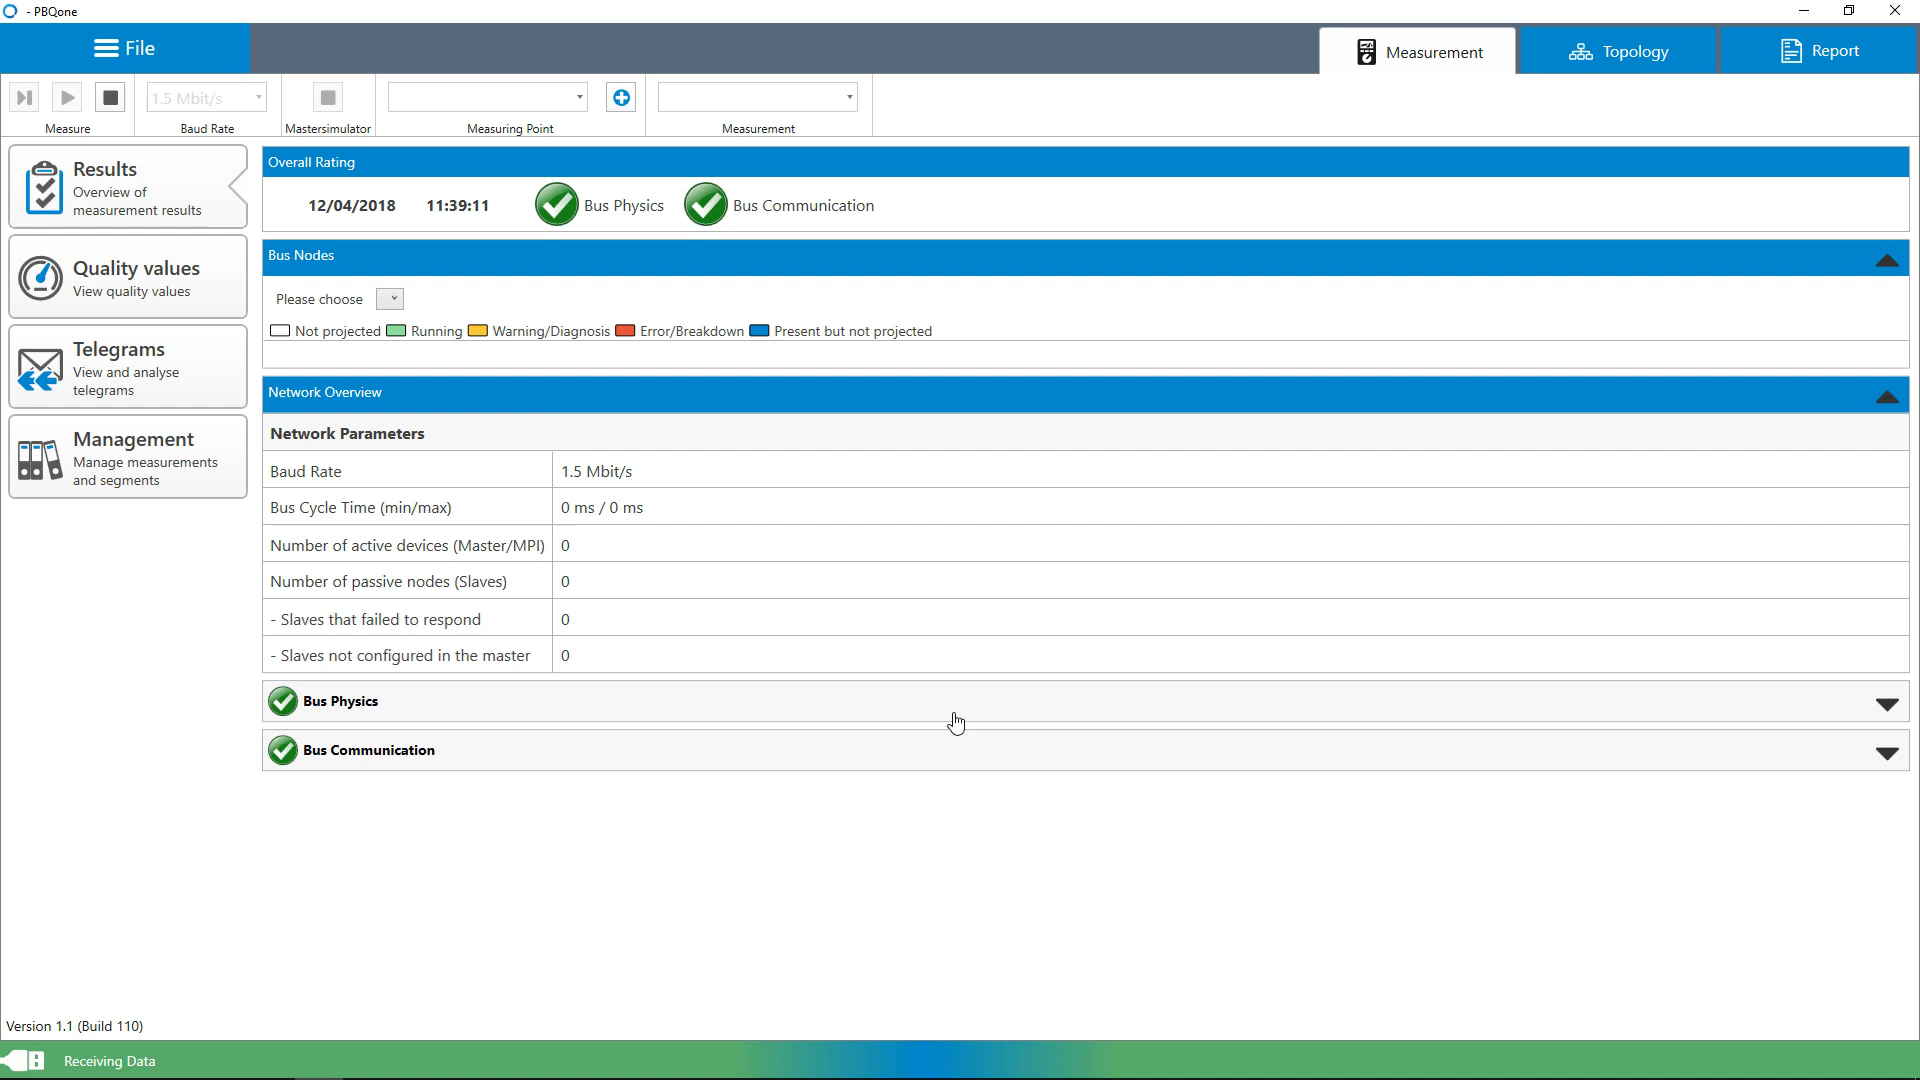 - PBQone
File
Measurement
Topology
Report
1.5 Mbit/s
Measure
Baud Rate
Mastersimulator
Measuring Point
Measurement
Results
Overview of
measurement results
Quality values
View quality values
Telegrams
View and analyse
telegrams
Management
Manage measurements
and segments
Overall Rating
12/04/2018 11:39:11 Bus Physics Bus Communication
Bus Nodes
Please choose
Not projected Running Warning/Diagnosis Error/Breakdown Present but not projected
Network Overview
Network Parameters
Baud Rate 1.5 Mbit/s
Bus Cycle Time (min/max) 0 ms / 0 ms
Number of active devices (Master/MPI) 0
Number of passive nodes (Slaves) 0
- Slaves that failed to respond 0
- Slaves not configured in the master 0
Bus Physics
Bus Communication
Version 1.1 (Build 110)
Receiving Data